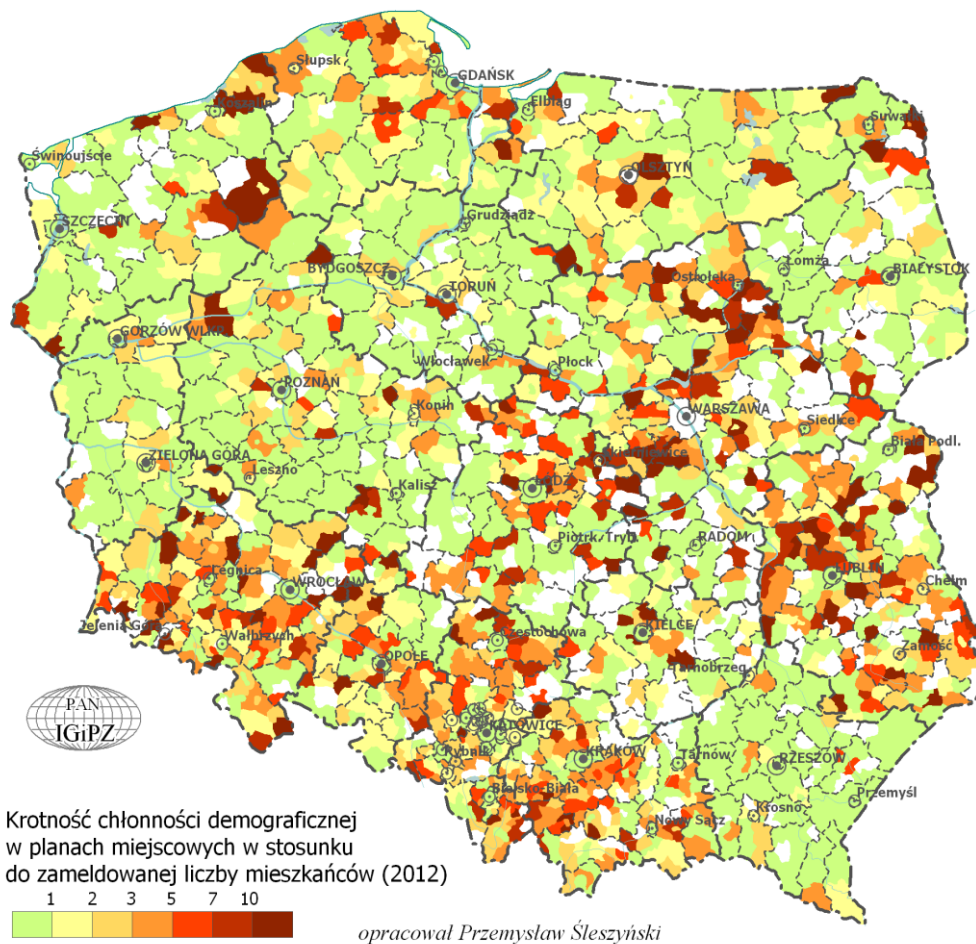 Słupsk
GDAŃSK
Koszalin
Elbląg
Suwałki
Świnoujście
OLSZTYN
SZCZECIN
Grudziądz
Łomża
BYDGOSZCZ
Ostrołęka
BIAŁYSTOK
TORUŃ
GORZÓW WLKP.
Włocławek
Płock
POZNAŃ
Konin
WARSZAWA
Siedlce
Biała Podl.
ZIELONA GÓRA
Leszno
Skierniewice
Kalisz
ŁÓDŹ
Piotrk. Tryb.
RADOM
Legnica
WROCŁAW
LUBLIN
Chełm
Jelenia Góra
Wałbrzych
Częstochowa
KIELCE
Zamość
OPOLE
Tarnobrzeg
PAN
IGiPZ
KATOWICE
Rybnik
KRAKÓW
Tarnów
RZESZÓW
Bielsko-Biała
Przemyśl
Krosno
Nowy Sącz
Krotność chłonności demograficznej
w planach miejscowych w stosunku
do zameldowanej liczby mieszkańców (2012)
1 2 3 5 7 10
opracował Przemysław Śleszyński